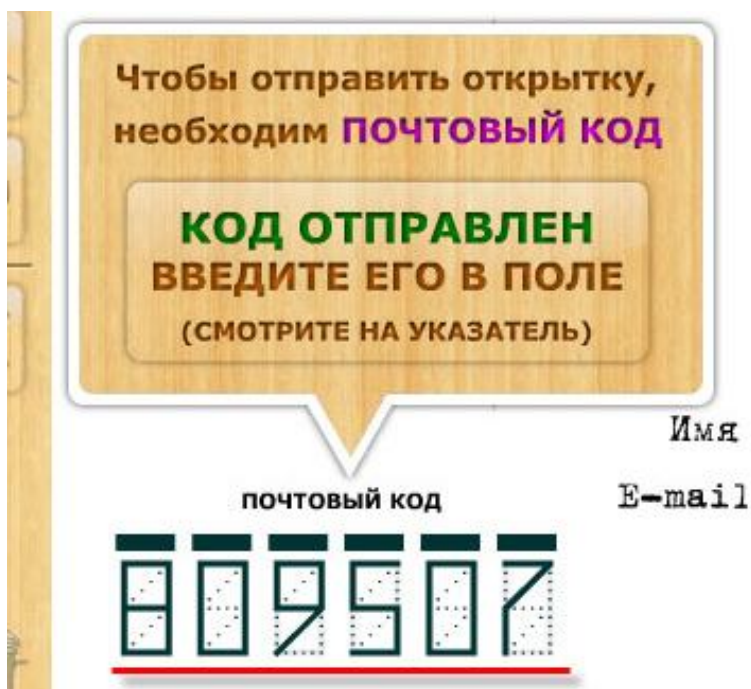 Чтобы отправить открытку,
необходим ПОЧТОВЫЙ КОД
КОД ОТПРАВЛЕН
ВВЕДИТЕ ЕГО В ПОЛЕ
(СМОТРИТЕ НА УКАЗАТЕЛЬ)
Имя
E-mail
почтовый код
809507